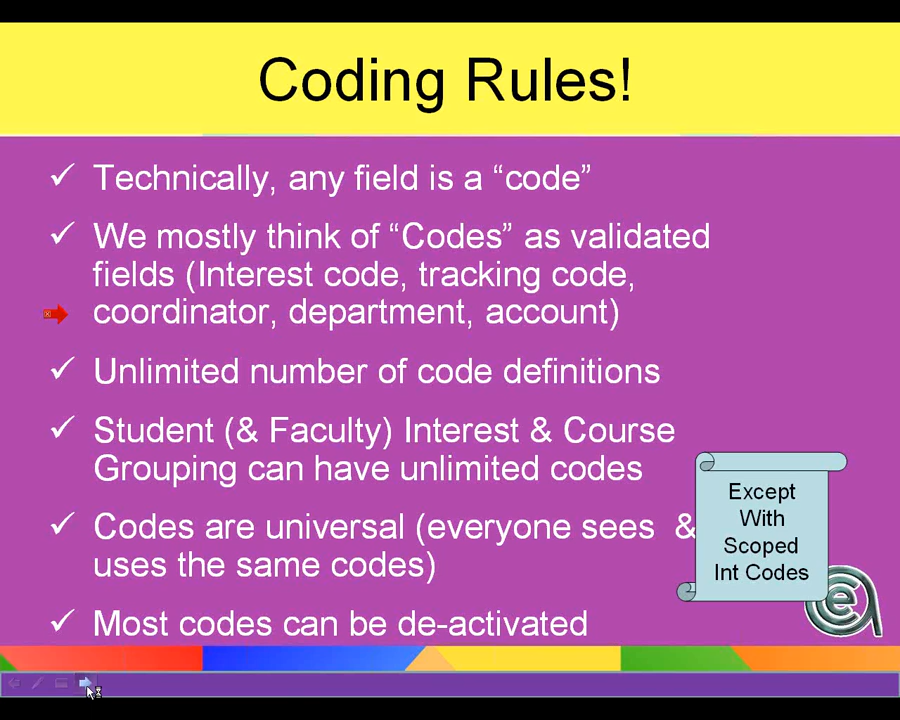 Coding Rules!
✓ Technically, any field is a “code”
✓ We mostly think of “Codes” as validated
fields (Interest code, tracking code,
coordinator, department, account)
✓ Unlimited number of code definitions
✓ Student (& Faculty) Interest & Course
Grouping can have unlimited codes
✓ Codes are universal (everyone sees &
uses the same codes)
✓ Most codes can be de-activated
Except
With
Scoped
Int Codes